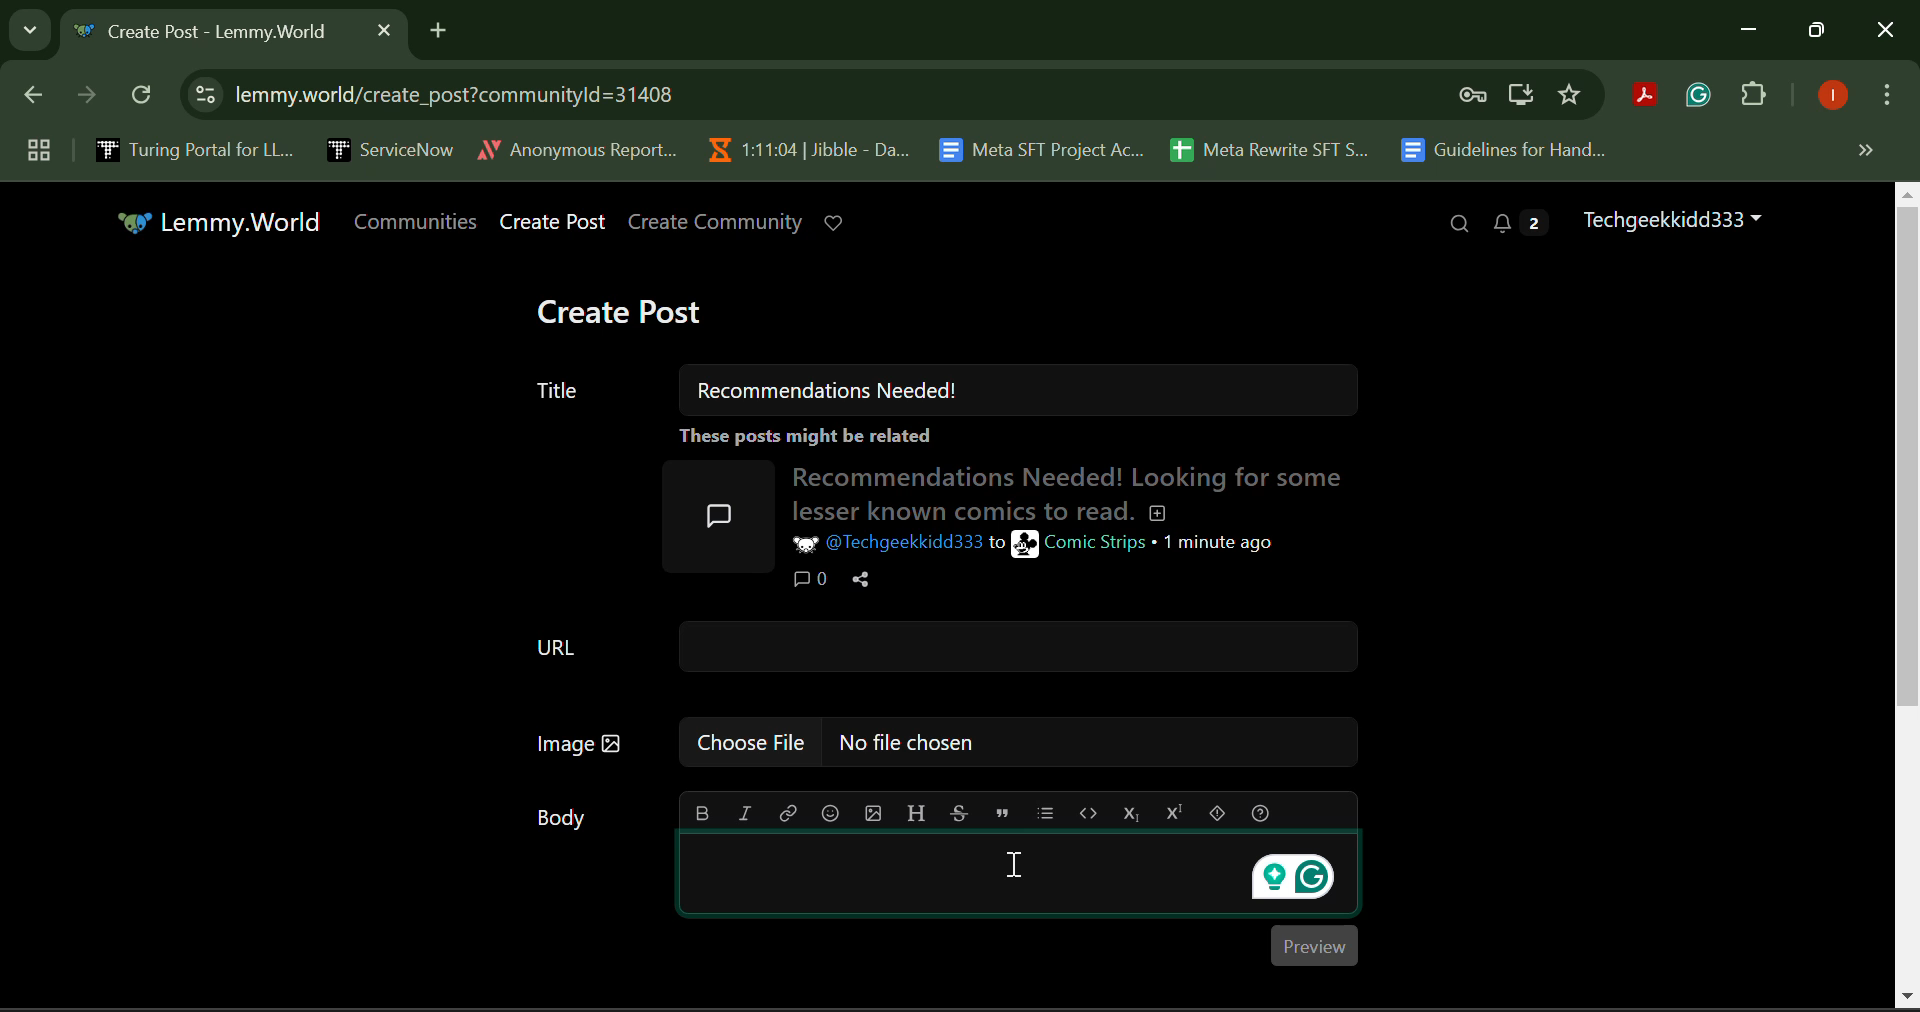 Create Post - Lemmy.World
lemmy.world/create_post?communityId=31408
Turing Portal for LL... ServiceNow Anonymous Report... 1:11:04 | Jibble - Da... Meta SFT Project Ac... Meta Rewrite SFT S... Guidelines for Hand...
Lemmy.World Communities Create Post Create Community 2 Techgeekkidd333
Create Post
Title Recommendations Needed!
These posts might be related
Recommendations Needed! Looking for some
lesser known comics to read.
@Techgeekkidd333 to Comic Strips • 1 minute ago
0
URL
Image Choose File No file chosen
Body
Preview